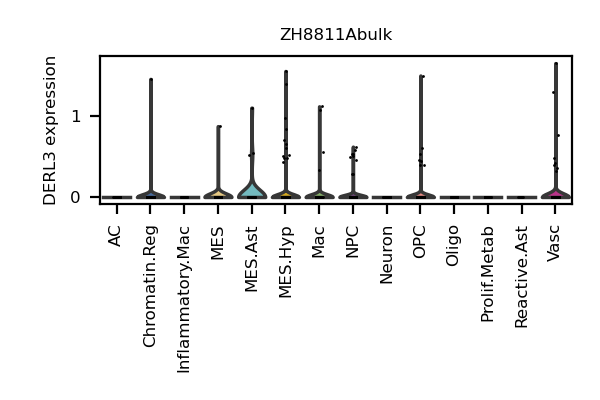 ZH8811Abulk
DERL3 expression
1
0
AC
Chromatin.Reg
Inflammatory.Mac
MES
MES.Ast
MES.Hyp
Mac
NPC
Neuron
OPC
Oligo
Prolif.Metab
Reactive.Ast
Vasc